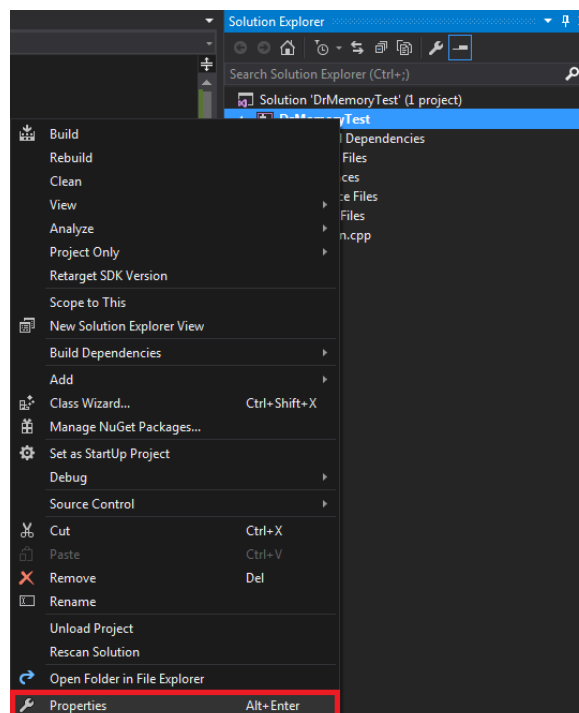 Solution Explorer
Search Solution Explorer (Ctrl+;)
Solution 'DrMemoryTest' (1 project)
DrMemoryTest
Dependencies
Files
Files
Files
.cpp
Build
Rebuild
Clean
View
Analyze
Project Only
Retarget SDK Version
Scope to This
New Solution Explorer View
Build Dependencies
Add
Class Wizard... Ctrl+Shift+X
Manage NuGet Packages...
Set as StartUp Project
Debug
Source Control
Cut Ctrl+X
Paste Ctrl+V
Remove Del
Rename
Unload Project
Rescan Solution
Open Folder in File Explorer
Properties Alt+Enter